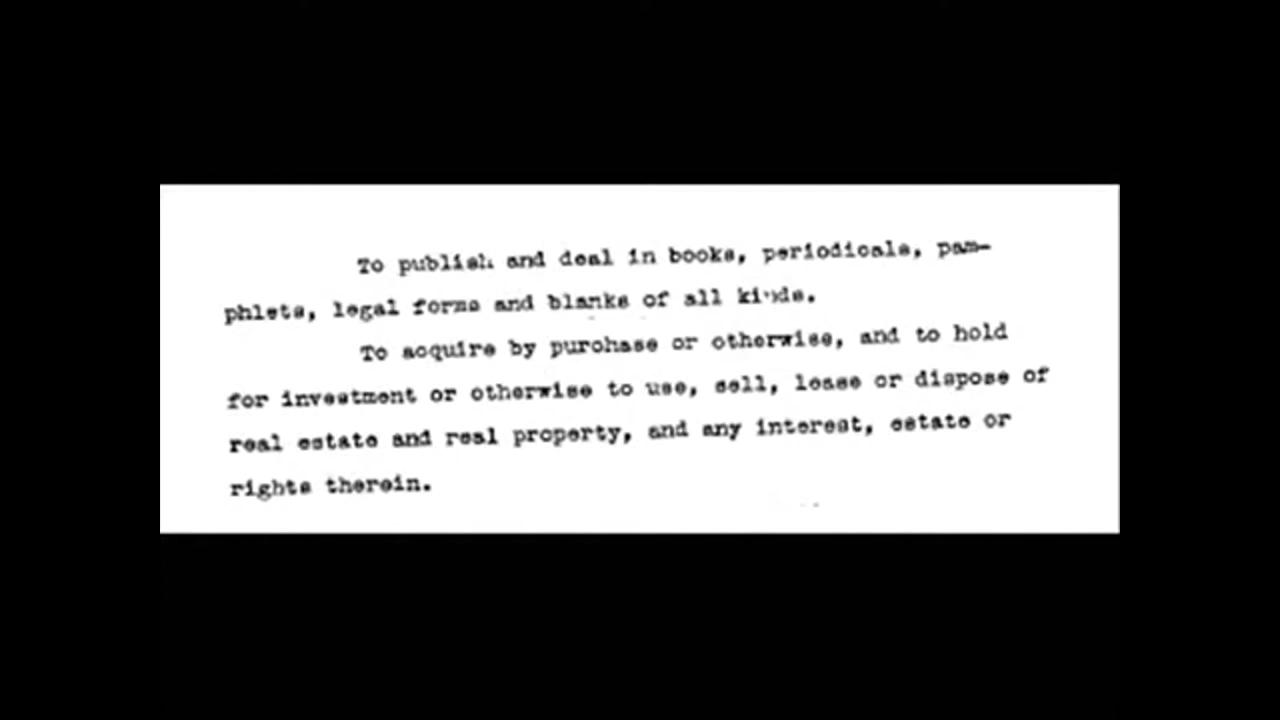 To publish and deal in books, periodicals, pam-
phlets, legal forms and blanks of all kinds.
To acquire by purchase or otherwise, and to hold
for investment or otherwise to use, sell, lease or dispose of
real estate and real property, and any interest, estate or
rights therein.